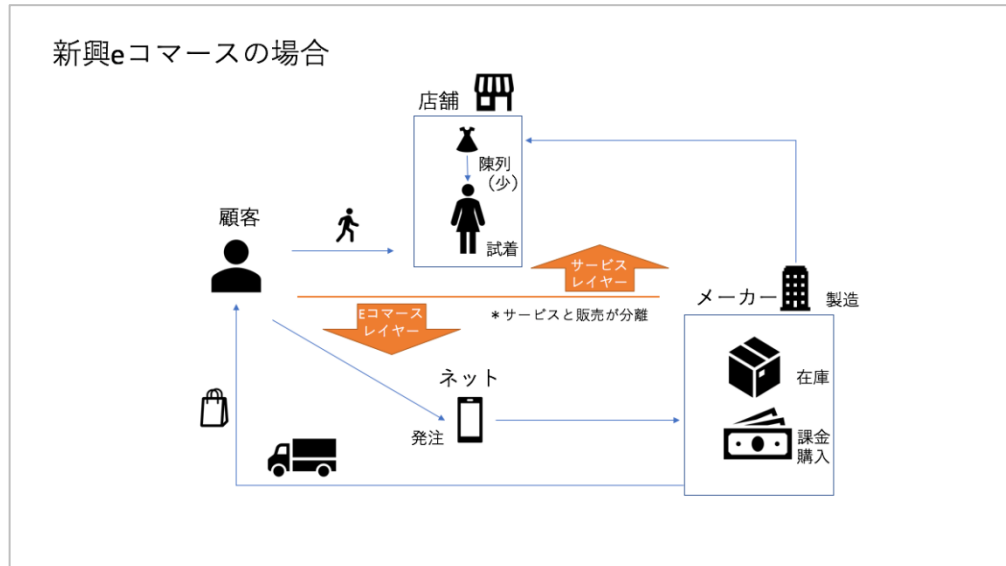 新興eコマースの場合
店舗
陳列
（少）
試着
顧客
サービス
レイヤー
メーカー
製造
Eコマース
レイヤー
＊サービスと販売が分離
ネット
発注
在庫
課金
購入